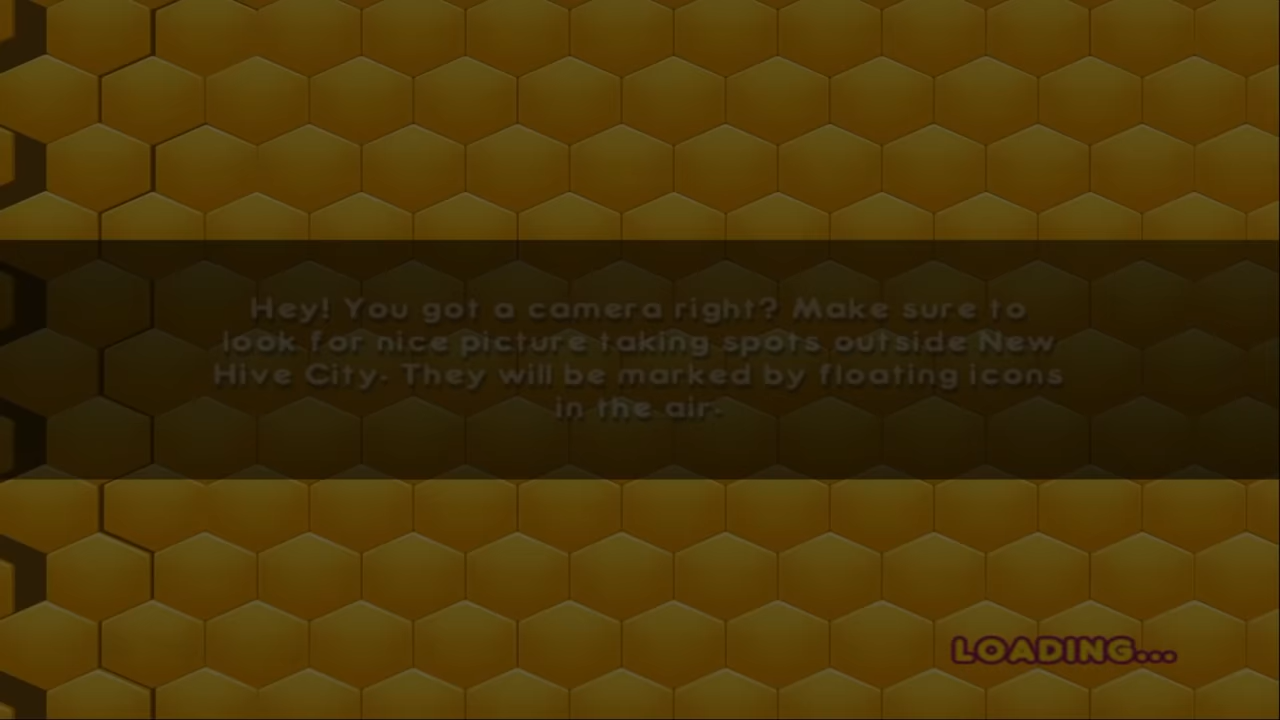 Hey! You got a camera right? Make sure to
look for nice picture taking spots outside New
Hive City. They will be marked by floating icons
in the air.
LOADING...